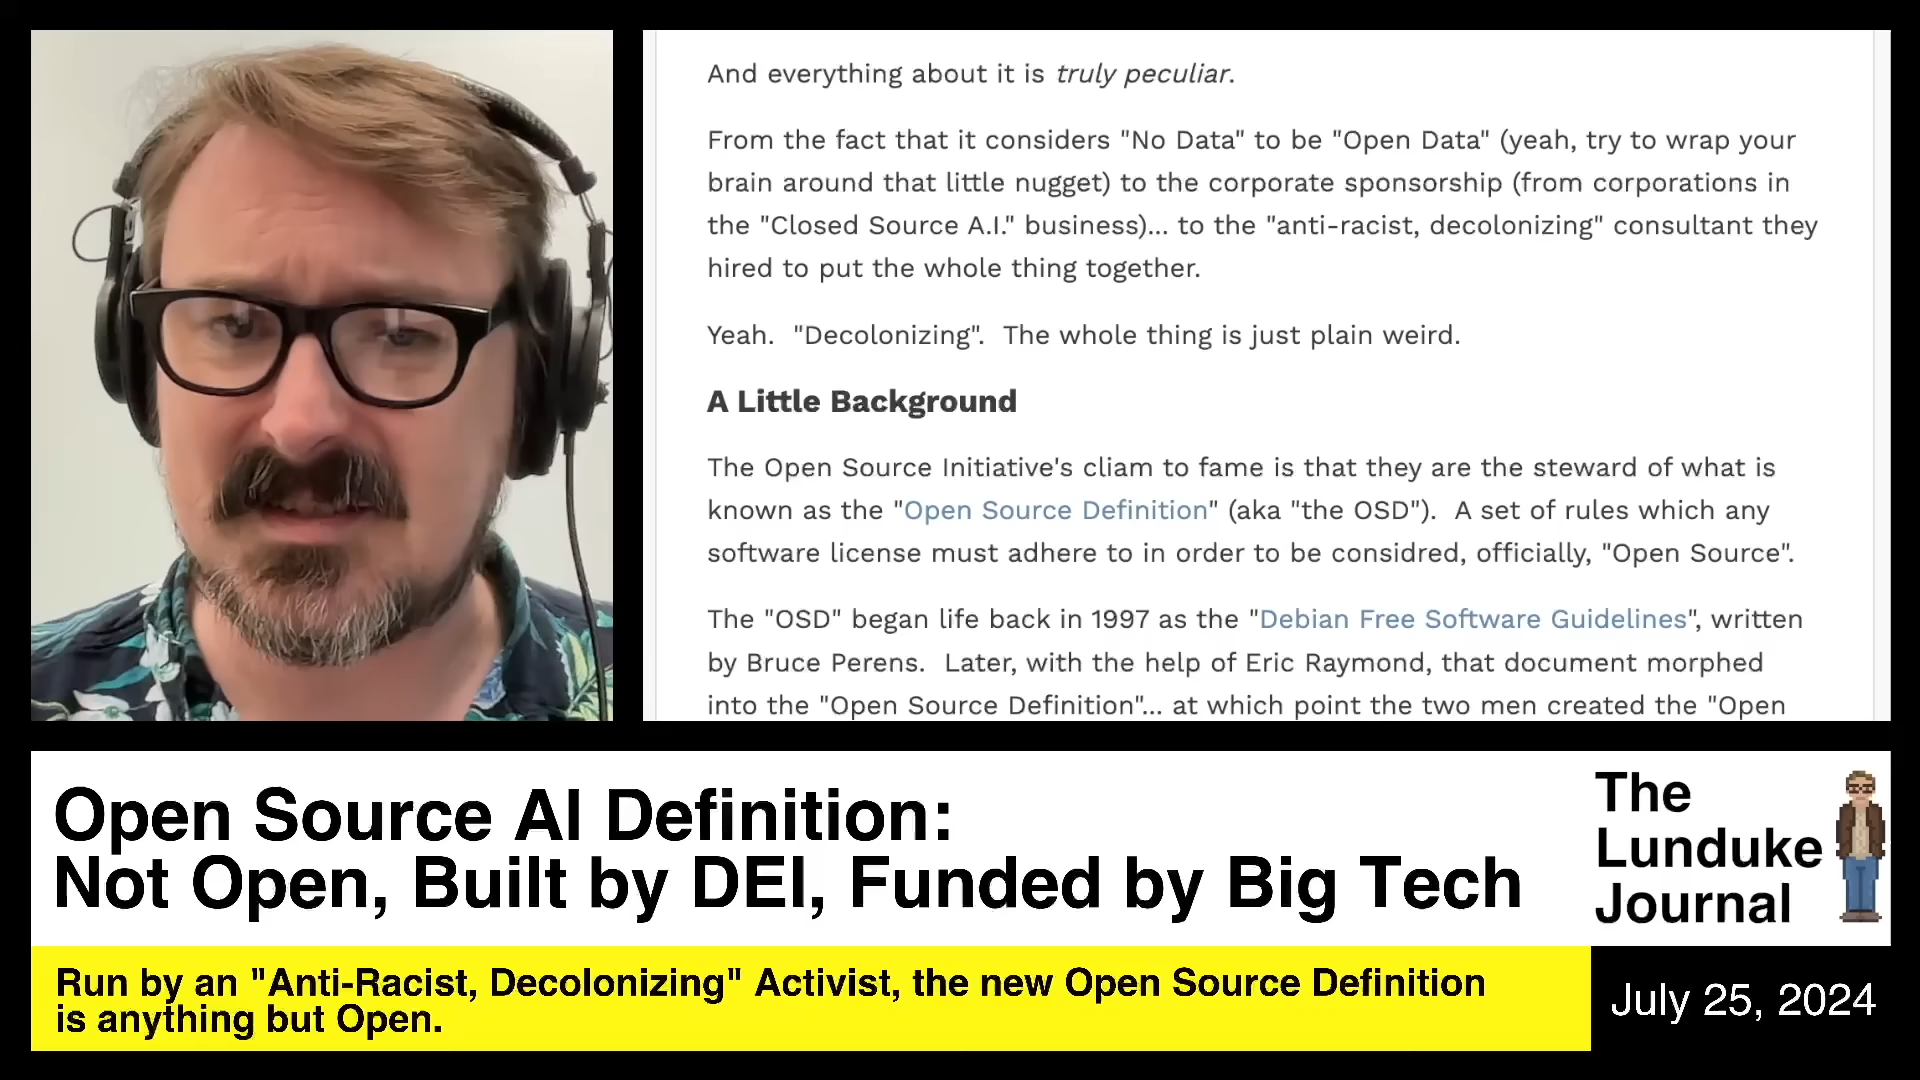 And everything about it is truly peculiar.
From the fact that it considers "No Data" to be "Open Data" (yeah, try to wrap your
brain around that little nugget) to the corporate sponsorship (from corporations in
the "Closed Source A.I." business)... to the "anti-racist, decolonizing" consultant they
hired to put the whole thing together.
Yeah.  "Decolonizing".  The whole thing is just plain weird.
A Little Background
The Open Source Initiative's cliam to fame is that they are the steward of what is
known as the "Open Source Definition" (aka "the OSD").  A set of rules which any
software license must adhere to in order to be considred, officially, "Open Source".
The "OSD" began life back in 1997 as the "Debian Free Software Guidelines", written
by Bruce Perens.  Later, with the help of Eric Raymond, that document morphed
into the "Open Source Definition"... at which point the two men created the "Open
Open Source AI Definition:
Not Open, Built by DEI, Funded by Big Tech
The
Lunduke
Journal
Run by an "Anti-Racist, Decolonizing" Activist, the new Open Source Definition
is anything but Open.
July 25, 2024